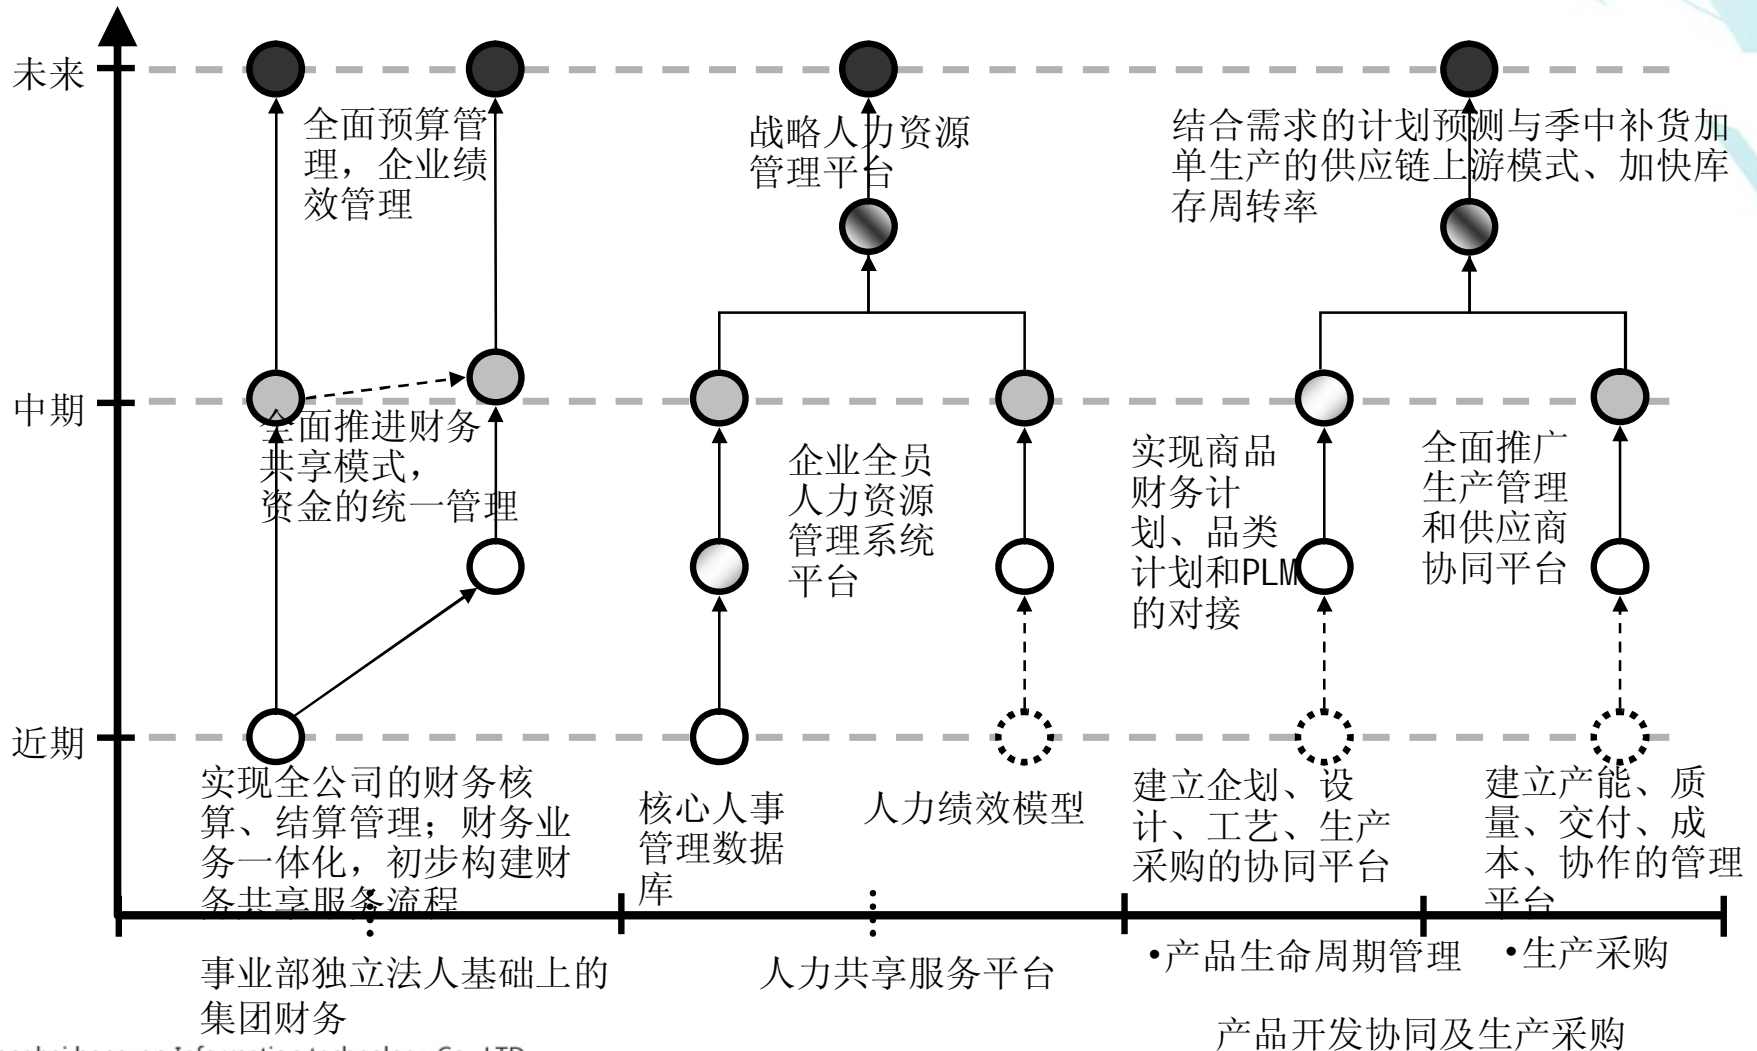 未来
全面预算管
理，企业绩
效管理
战略人力资源
管理平台
结合需求的计划预测与季中补货加
单生产的供应链上游模式、加快库
存周转率
中期
全面推进财务
共享模式，
资金的统一管理
企业全员
人力资源
管理系统
平台
实现商品
财务计
划、品类
计划和PLM
的对接
全面推广
生产管理
和供应商
协同平台
近期
实现全公司的财务核
算、结算管理；财务业
务一体化，初步构建财
务共享服务流程
核心人事
管理数据
库
人力绩效模型
建立企划、设
计、工艺、生产
采购的协同平台
建立产能、质
量、交付、成
本、协作的管理
平台
事业部独立法人基础上的
集团财务
人力共享服务平台
•产品生命周期管理
•生产采购
产品开发协同及生产采购